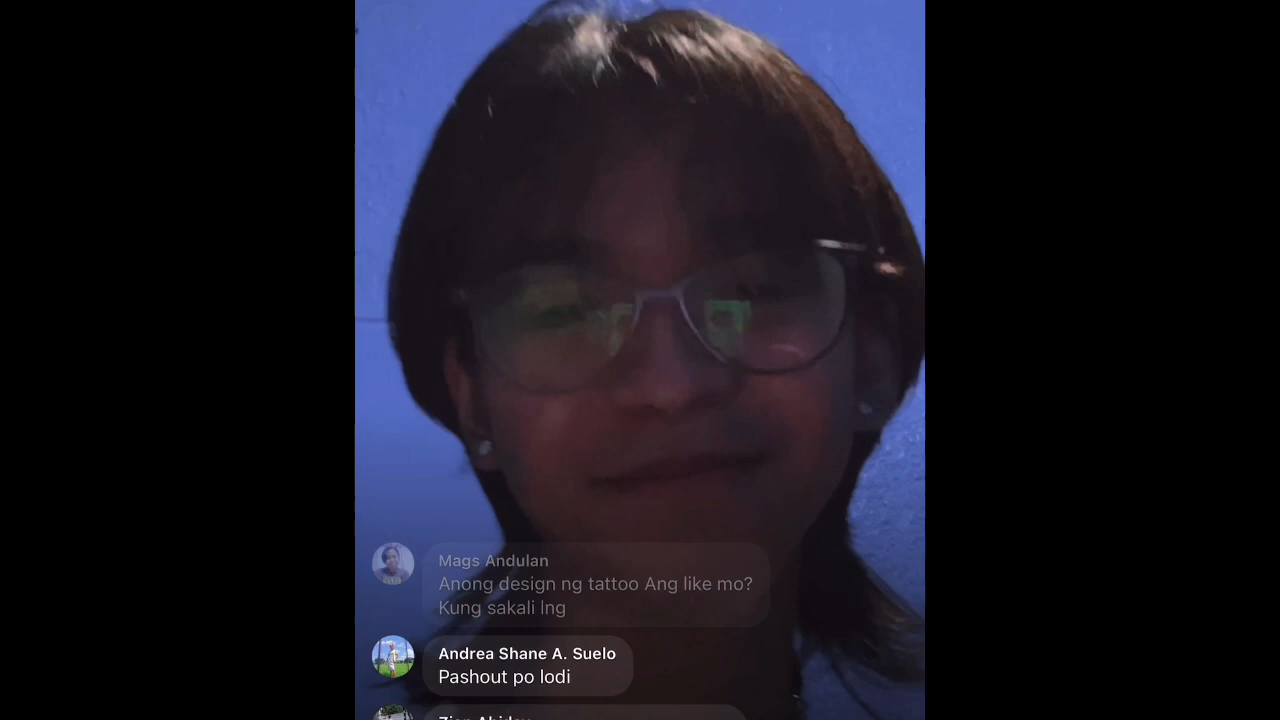 Mags Andulan
Anong design ng tattoo Ang like mo?
Kung sakali lng
Andrea Shane A. Suelo
Pashout po lodi